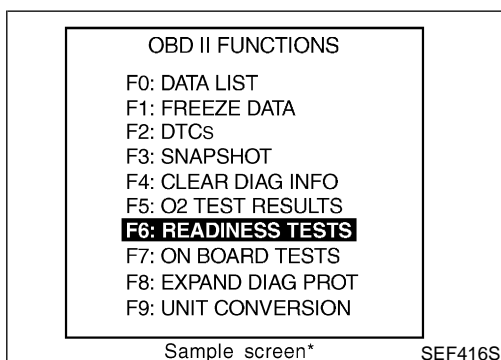 OBD II FUNCTIONS
F0: DATA LIST
F1: FREEZE DATA
F2: DTCs
F3: SNAPSHOT
F4: CLEAR DIAG INFO
F5: O2 TEST RESULTS
F6: READINESS TESTS
F7: ON BOARD TESTS
F8: EXPAND DIAG PROT
F9: UNIT CONVERSION
Sample screen*
SEF416S